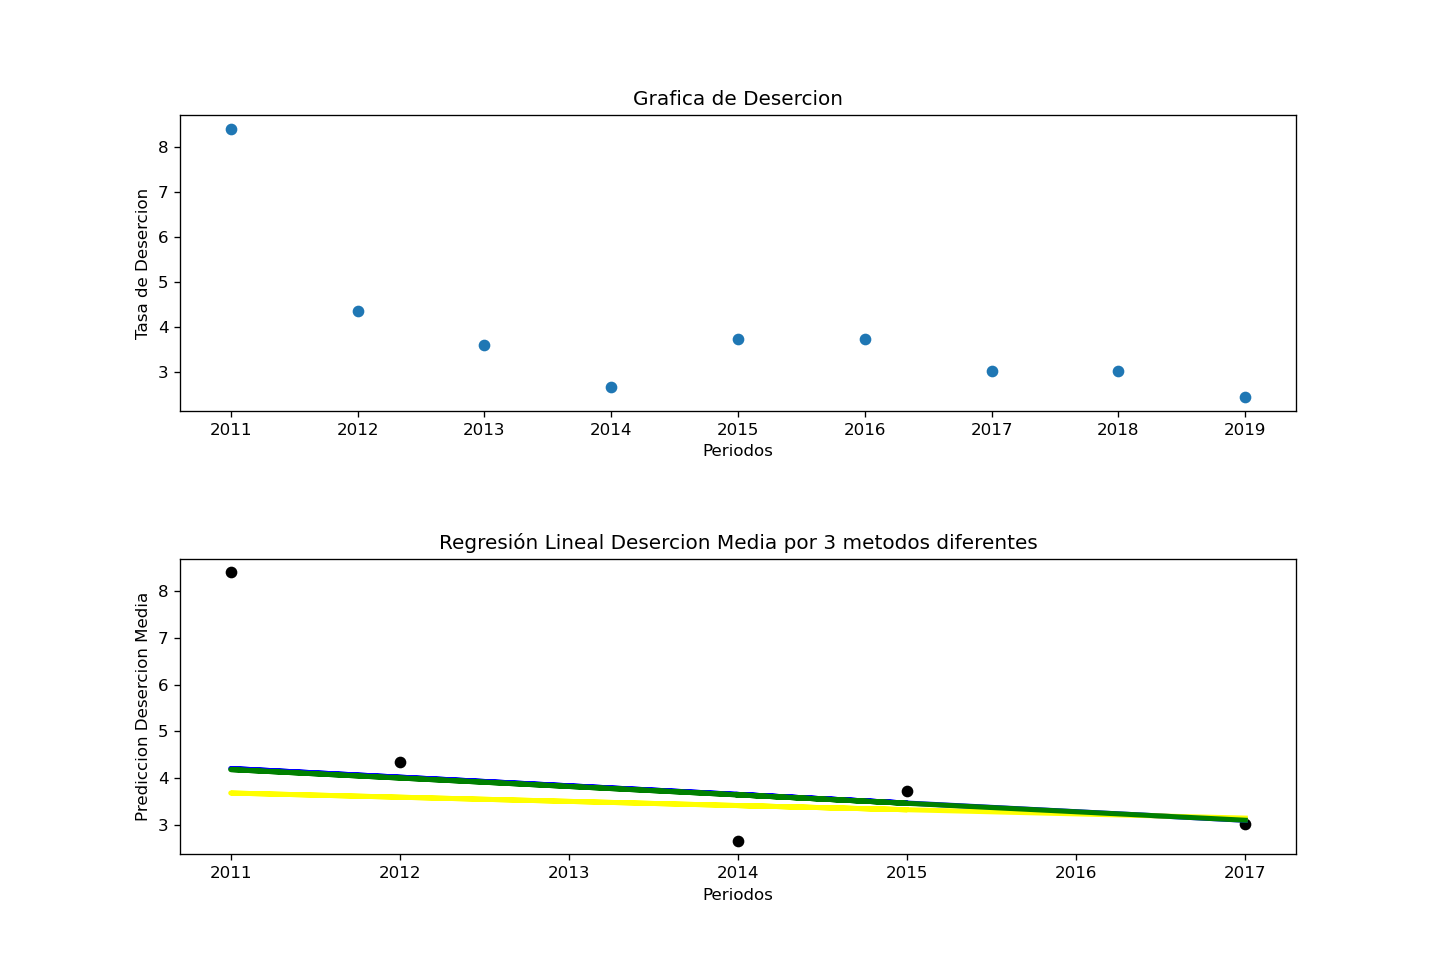 Grafica de Desercion
8
7
6
5
4
3
Tasa de Desercion
2011 2012 2013 2014 2015 2016 2017 2018 2019
Periodos
Regresión Lineal Desercion Media por 3 metodos diferentes
8
7
6
5
4
3
Prediccion Desercion Media
2011 2012 2013 2014 2015 2016 2017
Periodos